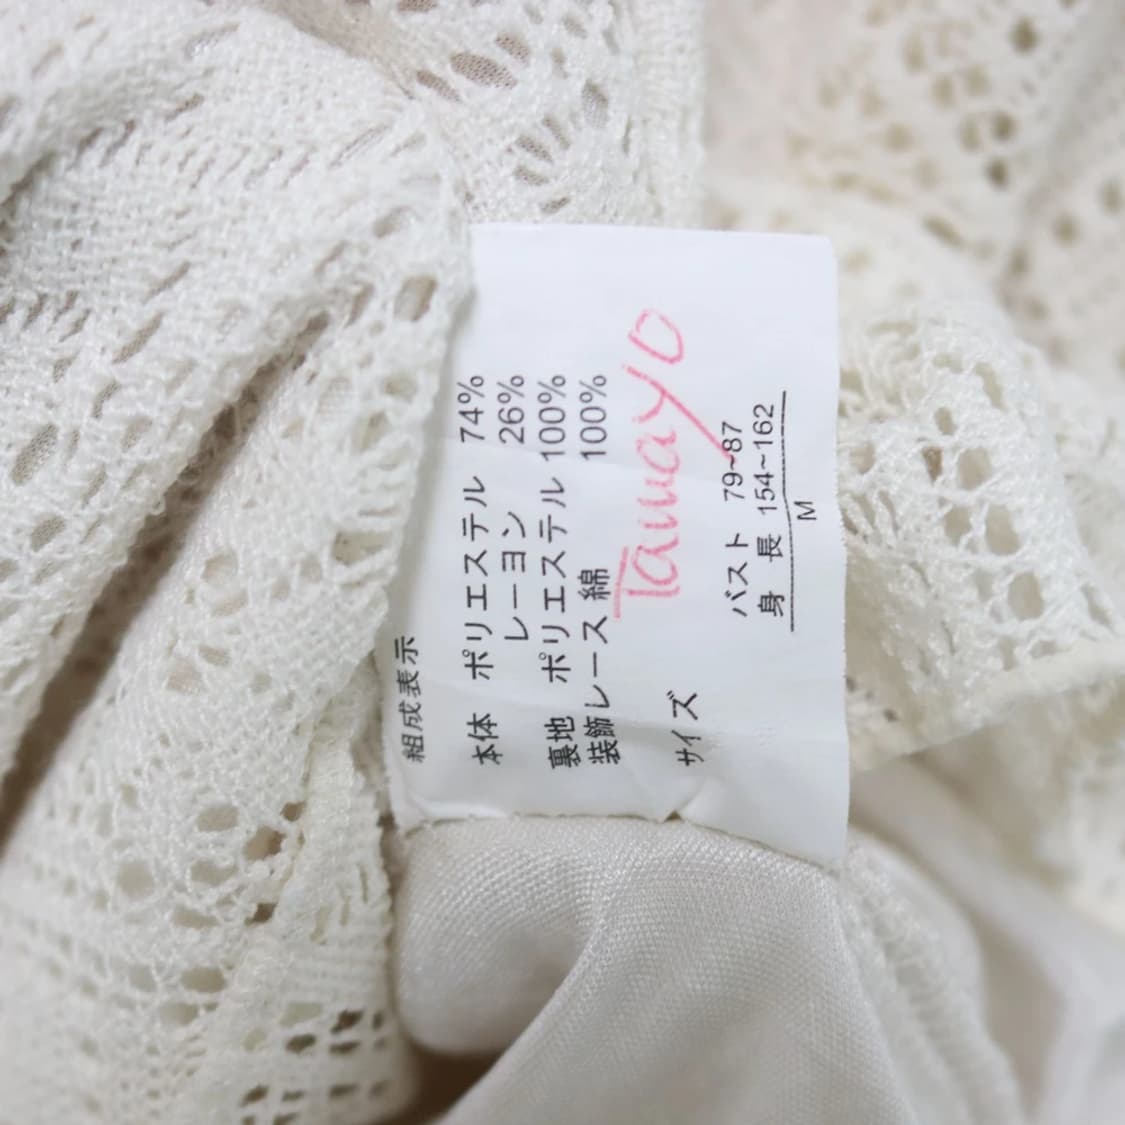 組成表示
本体 ポリエステル 74%
レーヨン 26%
裏地 ポリエステル 100%
装飾レース 綿 100%
Tamayo
サイズ
バスト 79~87
身長 154~162
M